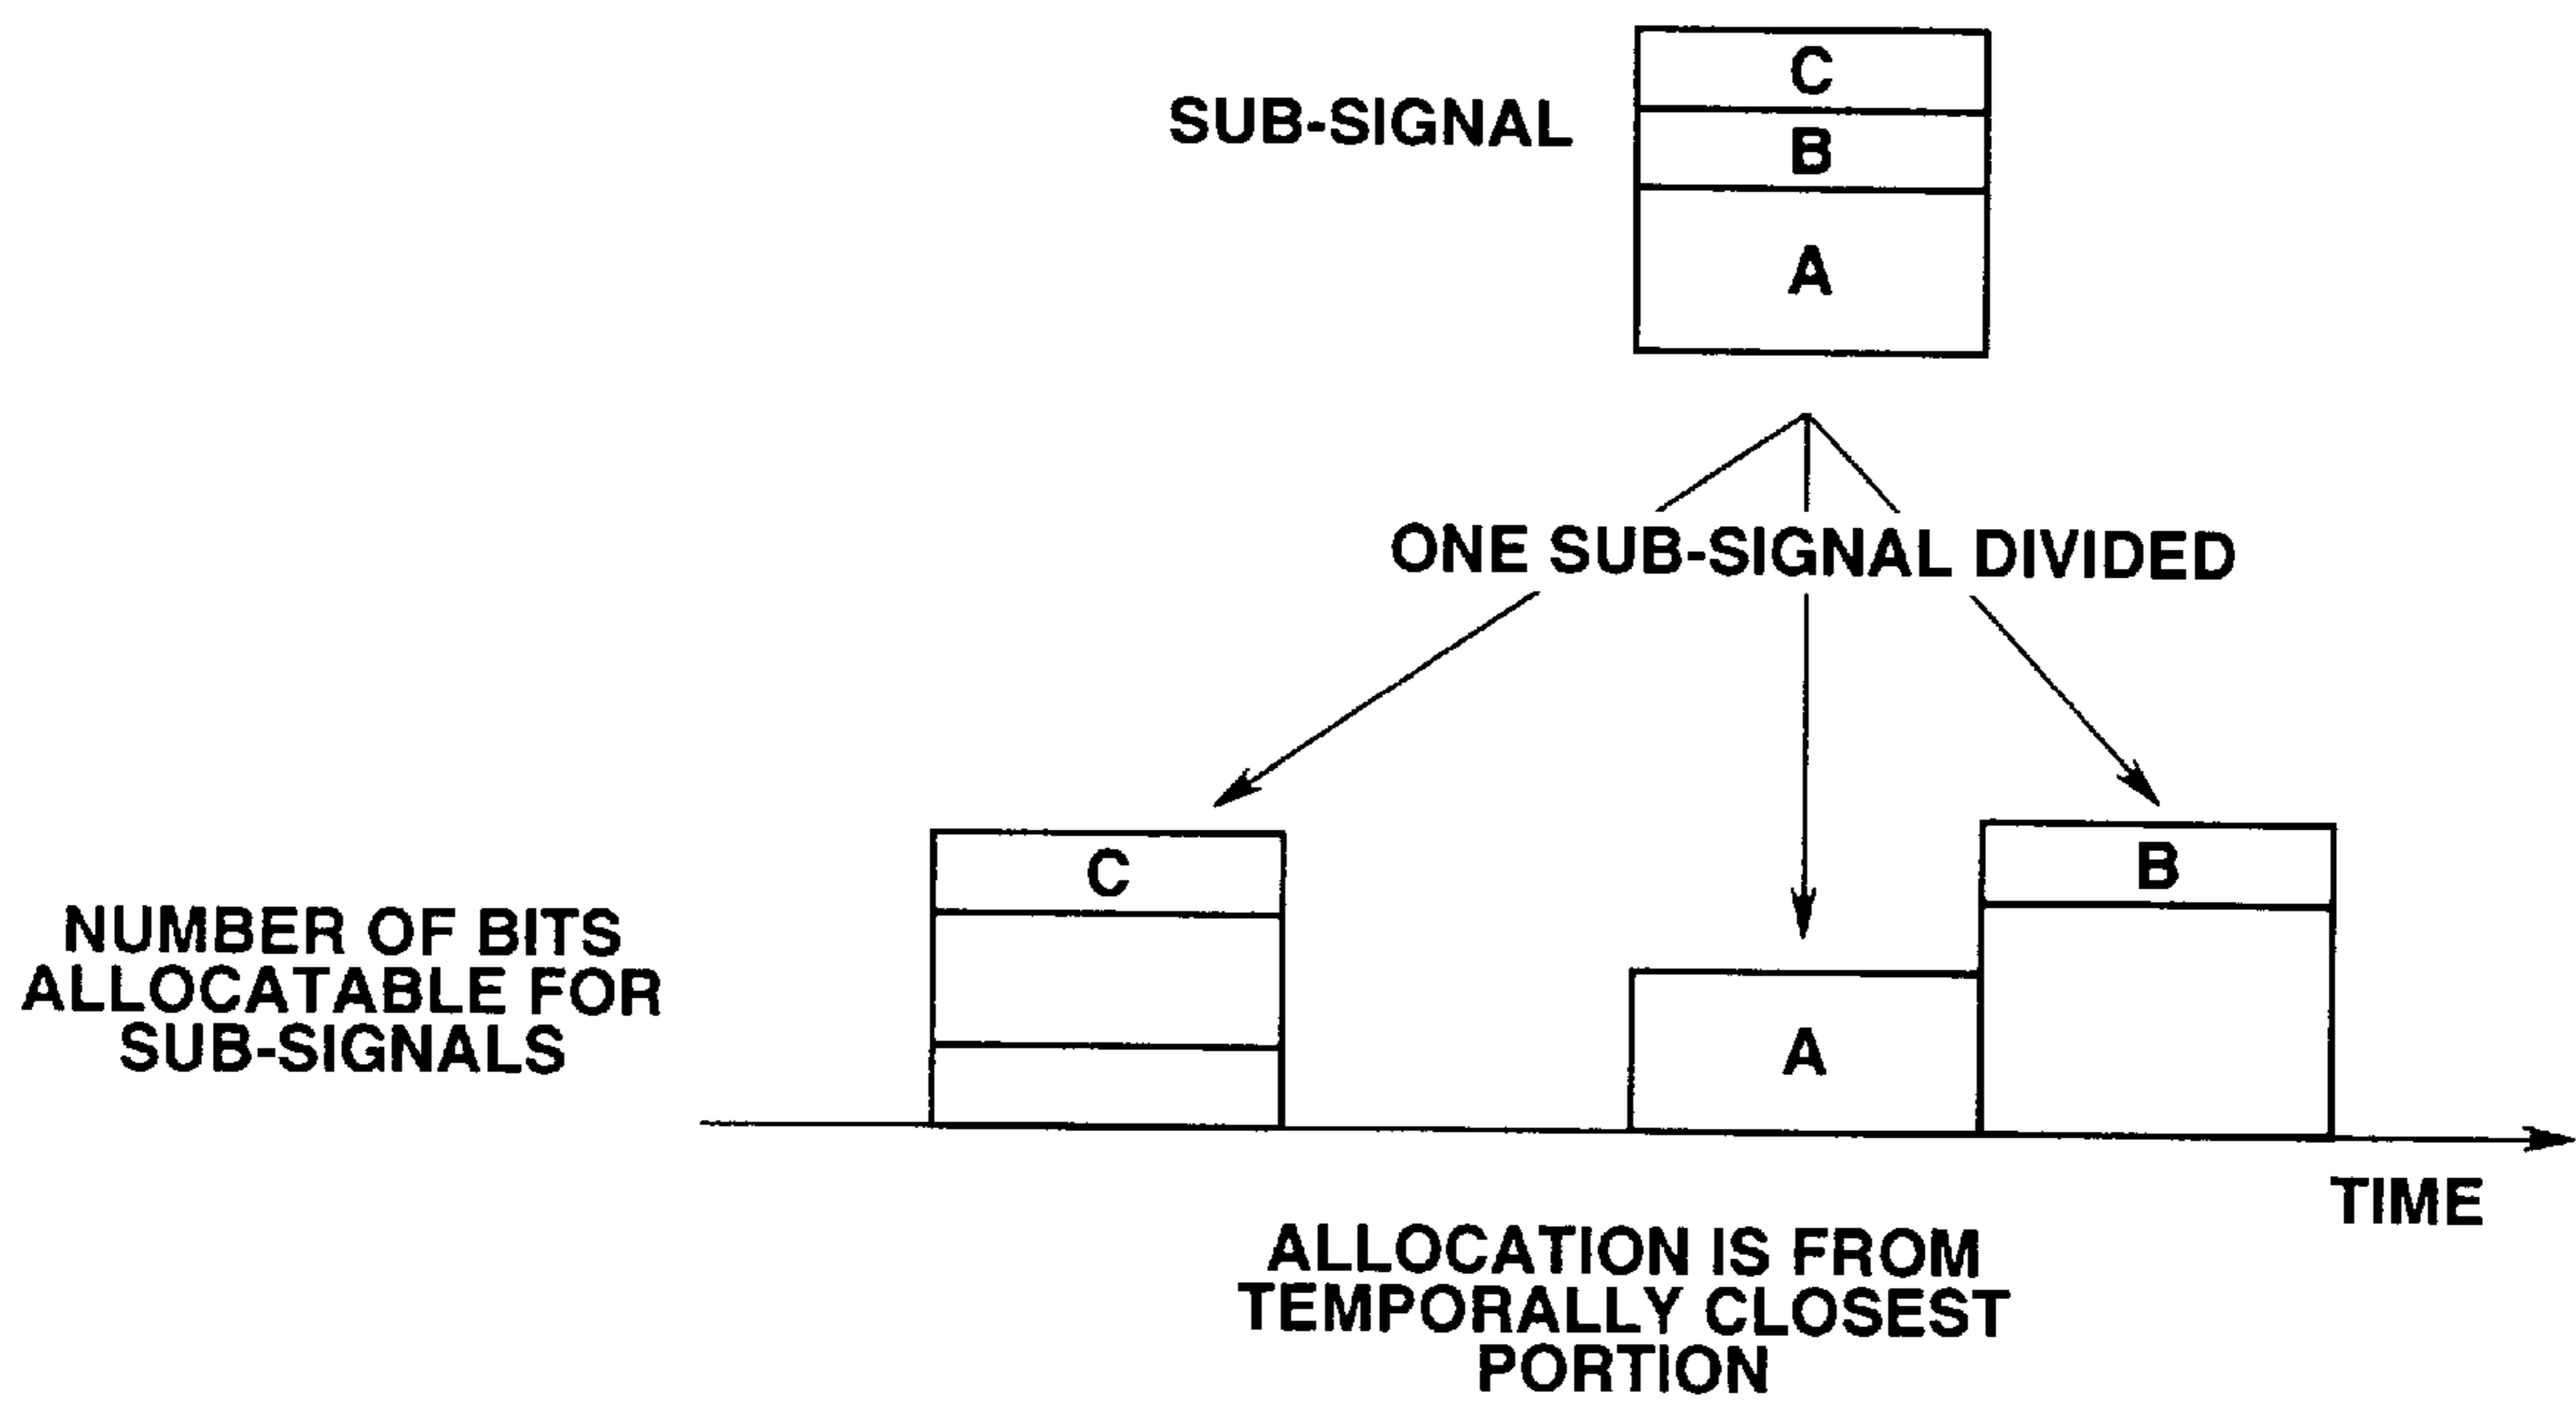 C
SUB-SIGNAL
B
A
ONE SUB-SIGNAL DIVIDED
C
B
NUMBER OF BITS
ALLOCATABLE FOR
SUB-SIGNALS
A
TIME
ALLOCATION IS FROM
TEMPORALLY CLOSEST
PORTION